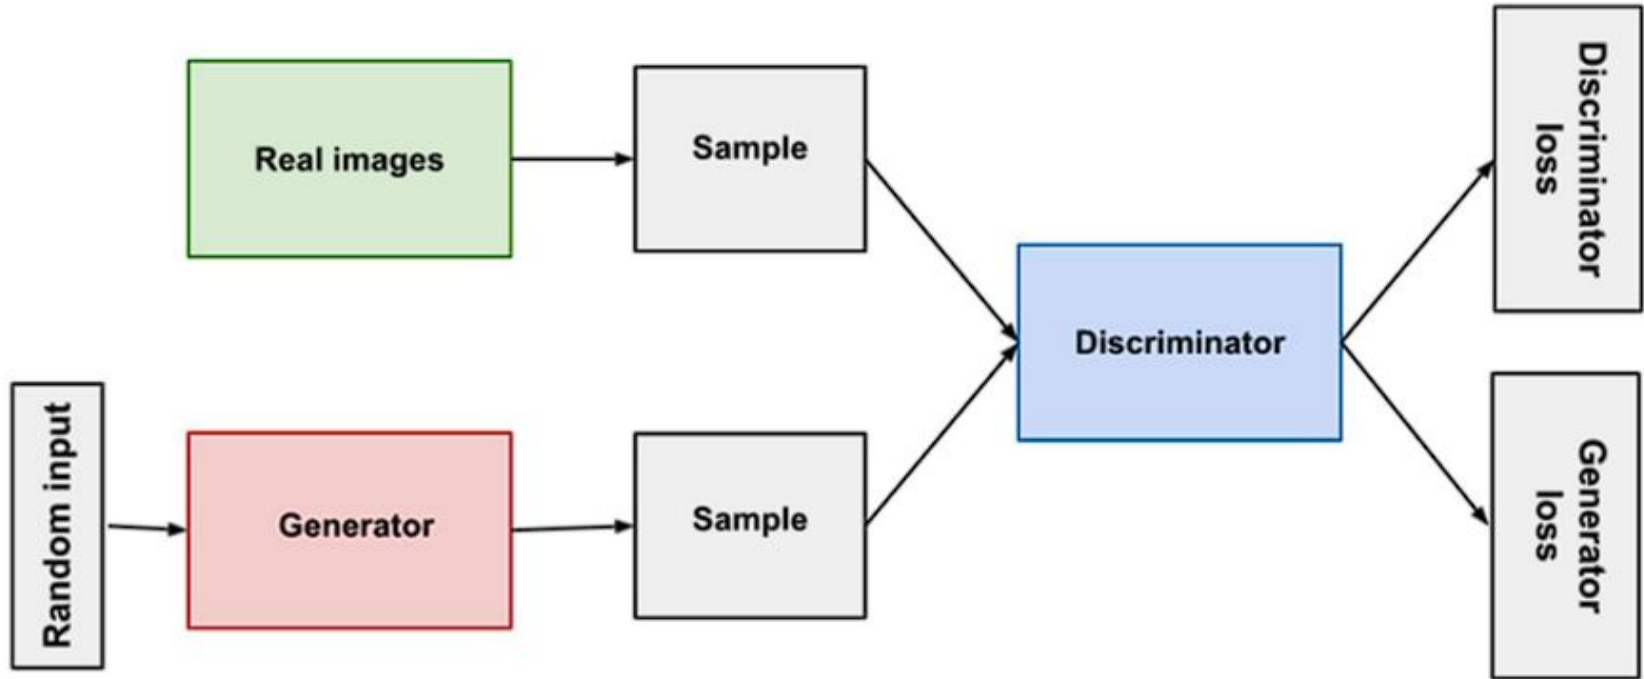 Real images
Sample
Discriminator
loss
Discriminator
Random input
Generator
Sample
Generator
loss